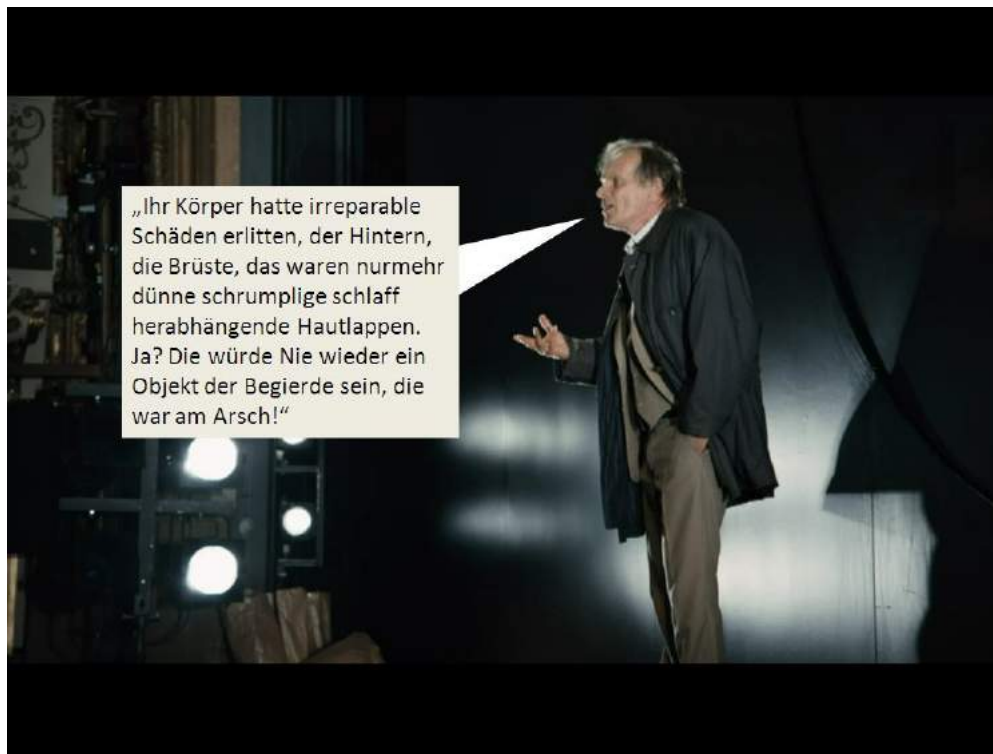 „Ihr Körper hatte irreparable
Schäden erlitten, der Hintern,
die Brüste, das waren nurmehr
dünne schrumplige schlaff
herabhängende Hautlappen.
Ja? Die würde Nie wieder ein
Objekt der Begierde sein, die
war am Arsch!“